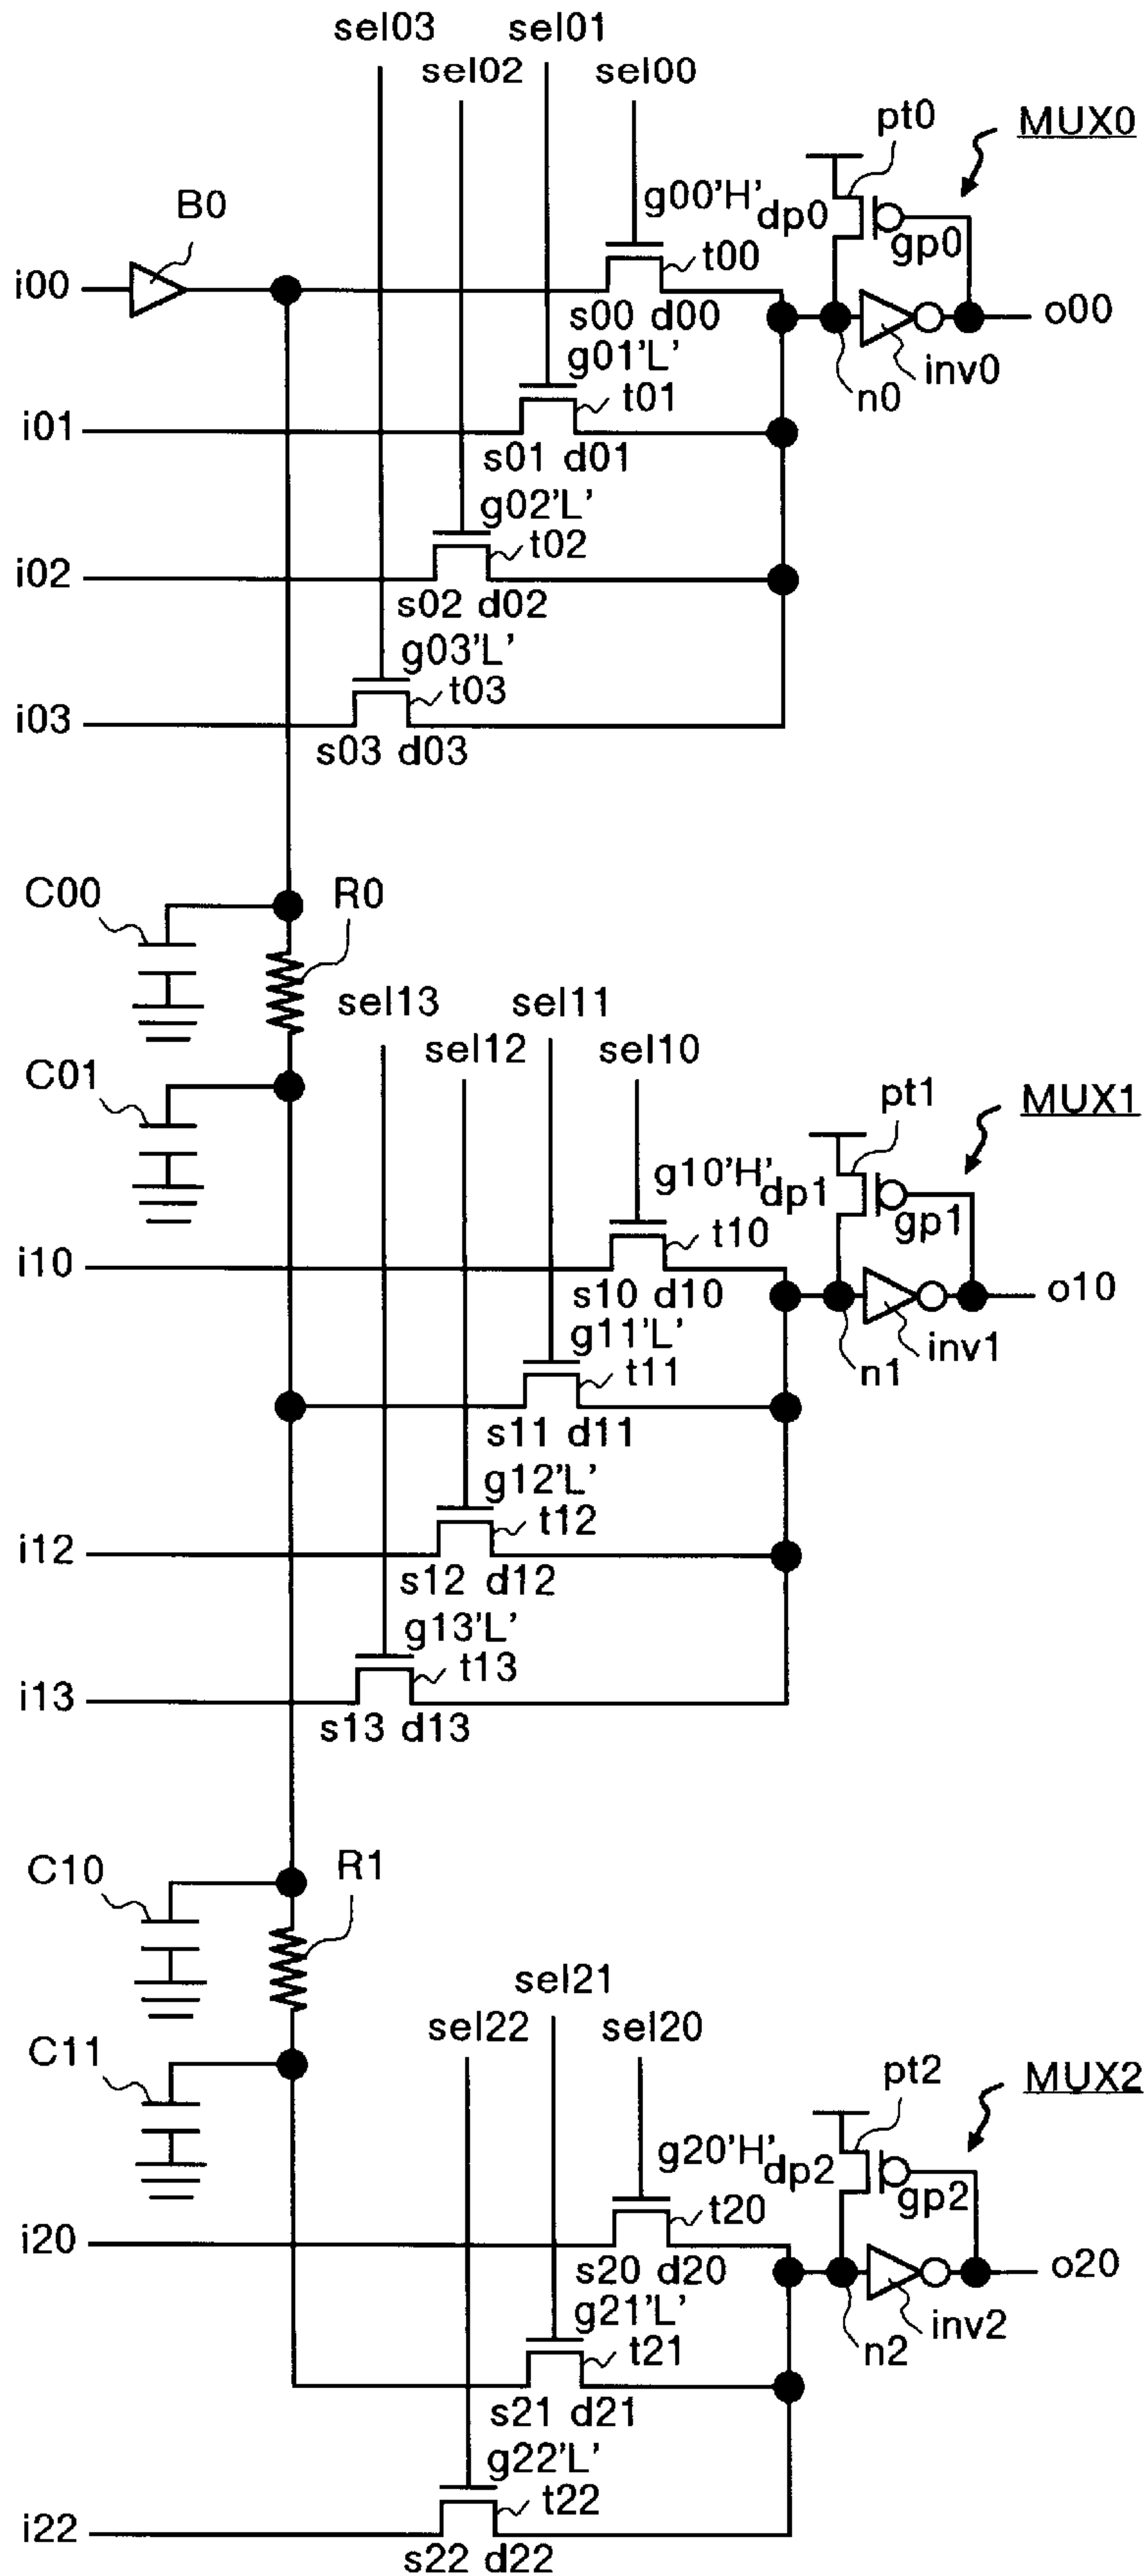 sel03
sel01
sel02
sel00
pt0
MUX0
B0
g00'H'
dp0
gp0
i00
t00
s00 d00
o00
g01'L'
inv0
n0
i01
t01
s01 d01
g02'L'
t02
i02
s02 d02
g03'L'
t03
i03
s03 d03
C00
R0
sel13
sel11
sel12
sel10
C01
pt1
MUX1
g10'H'
dp1
gp1
i10
t10
s10 d10
o10
g11'L'
inv1
n1
t11
s11 d11
g12'L'
t12
i12
s12 d12
g13'L'
t13
i13
s13 d13
C10
R1
sel21
sel22
sel20
C11
pt2
MUX2
g20'H'
dp2
gp2
i20
t20
s20 d20
o20
g21'L'
inv2
n2
t21
s21 d21
g22'L'
t22
i22
s22 d22